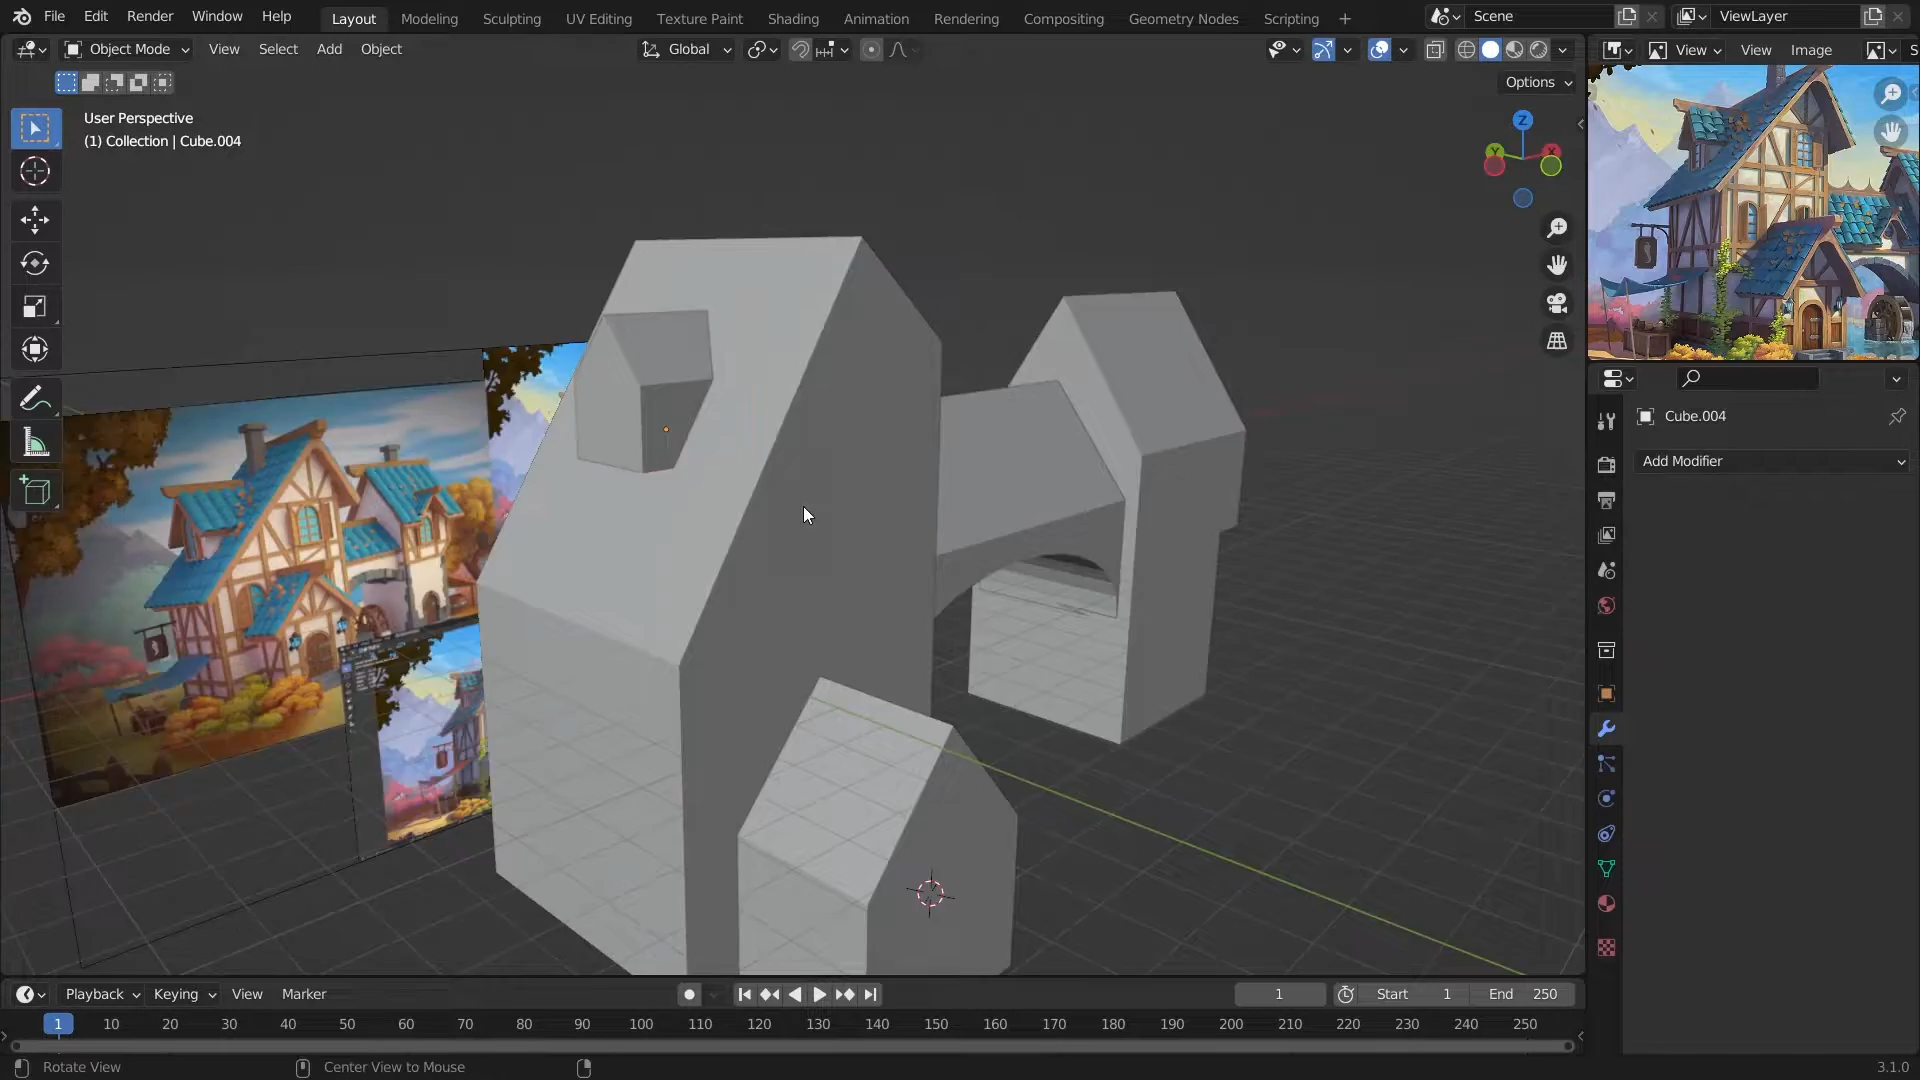 File Edit Render Window Help Layout Modeling Sculpting UV Editing Texture Paint Shading Animation Rendering Compositing Geometry Nodes Scripting + Scene ViewLayer
Object Mode View Select Add Object Global View View Image S
Options
User Perspective
(1) Collection | Cube.004
Z
Y X
Cube.004
Add Modifier
Playback Keying View Marker 1 Start 1 End 250
1 10 20 30 40 50 60 70 80 90 100 110 120 130 140 150 160 170 180 190 200 210 220 230 240 250
Rotate View Center View to Mouse 3.1.0